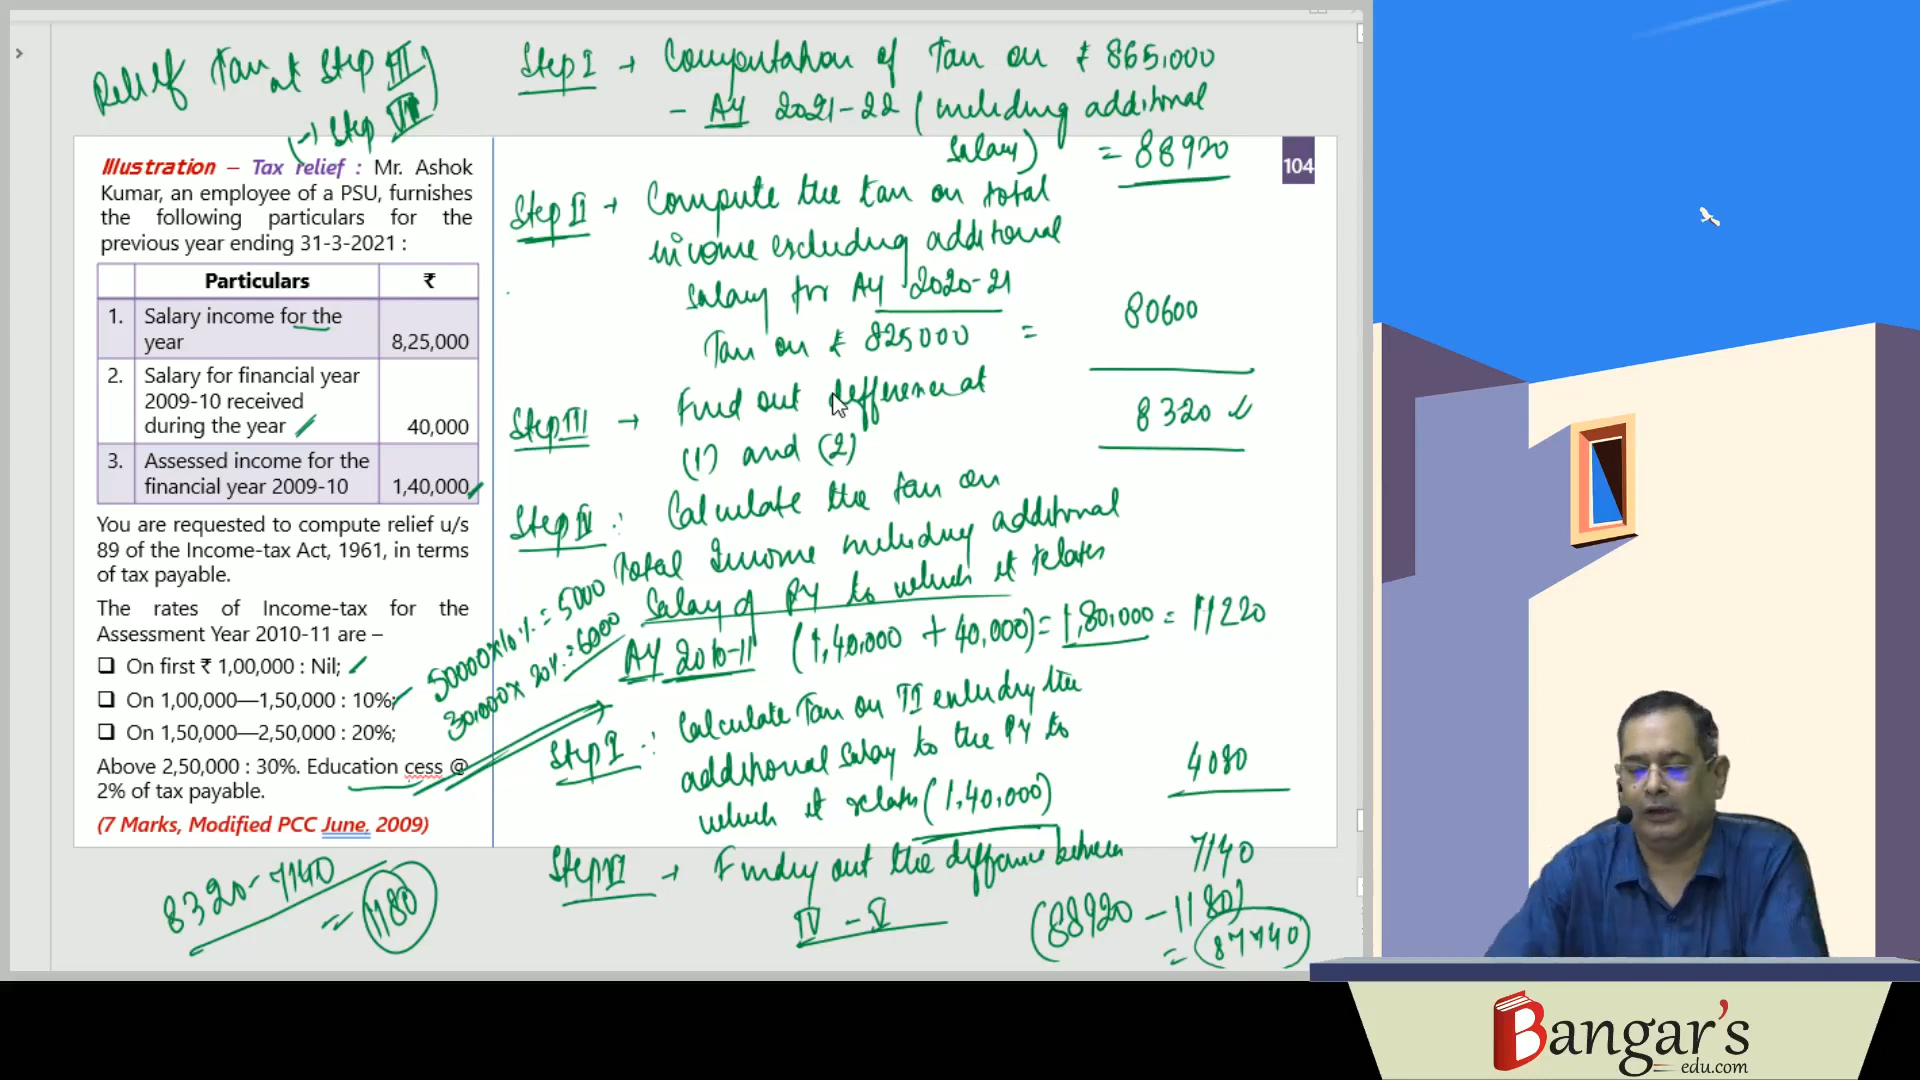 Relief Tax at Step III
(-) Step VI
Step I → Computation of Tax on ₹ 865,000
- AY 2021-22 (including additional
salary) = 88920
104
Illustration – Tax relief : Mr. Ashok
Kumar, an employee of a PSU, furnishes
the following particulars for the
previous year ending 31-3-2021 :
Particulars ₹
1. Salary income for the
year 8,25,000
2. Salary for financial year
2009-10 received
during the year 40,000
3. Assessed income for the
financial year 2009-10 1,40,000
You are requested to compute relief u/s
89 of the Income-tax Act, 1961, in terms
of tax payable.
The rates of Income-tax for the
Assessment Year 2010-11 are –
❑ On first ₹ 1,00,000 : Nil;
❑ On 1,00,000—1,50,000 : 10%;
❑ On 1,50,000—2,50,000 : 20%;
Above 2,50,000 : 30%. Education cess @
2% of tax payable.
(7 Marks, Modified PCC June, 2009)
8320-7140
= 1180
Step II → Compute the tax on total
income excluding additional
salary for AY 2020-21
Tax on ₹ 825000 = 80600
Step III → Find out difference at
(1) and (2) 8320
Step IV : Calculate the tax on
Total Income including additional
Salary of PY to which it relates
AY 2010-11 (1,40,000 + 40,000) = 1,80,000 = 11220
50000×10% = 5000
30,000× 20% = 6000
Step V : Calculate Tax on TI excluding the
additional salary to the PY to
which it relates (1,40,000) 4080
Step VI → Finding out the difference between 7140
IV - V
(88920 - 1180)
= 87740
Bangar's
edu.com